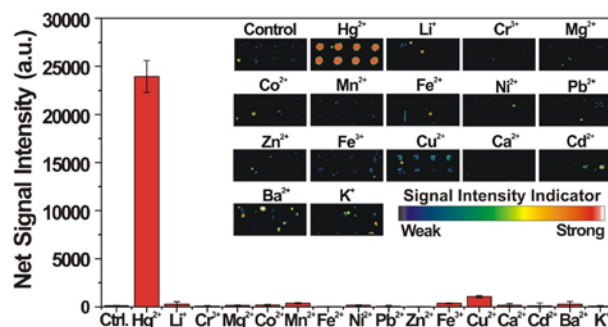 Net Signal Intensity (a.u.)
30000
25000
20000
15000
10000
5000
0
Control Hg²⁺ Li⁺ Cr³⁺ Mg²⁺
Co²⁺ Mn²⁺ Fe²⁺ Ni²⁺ Pb²⁺
Zn²⁺ Fe³⁺ Cu²⁺ Ca²⁺ Cd²⁺
Ba²⁺ K⁺
Signal Intensity Indicator
Weak Strong
Ctrl. Hg²⁺ Li⁺ Cr³⁺ Mg²⁺ Co²⁺ Mn²⁺ Fe²⁺ Ni²⁺ Pb²⁺ Zn²⁺ Fe³⁺ Cu²⁺ Ca²⁺ Cd²⁺ Ba²⁺ K⁺